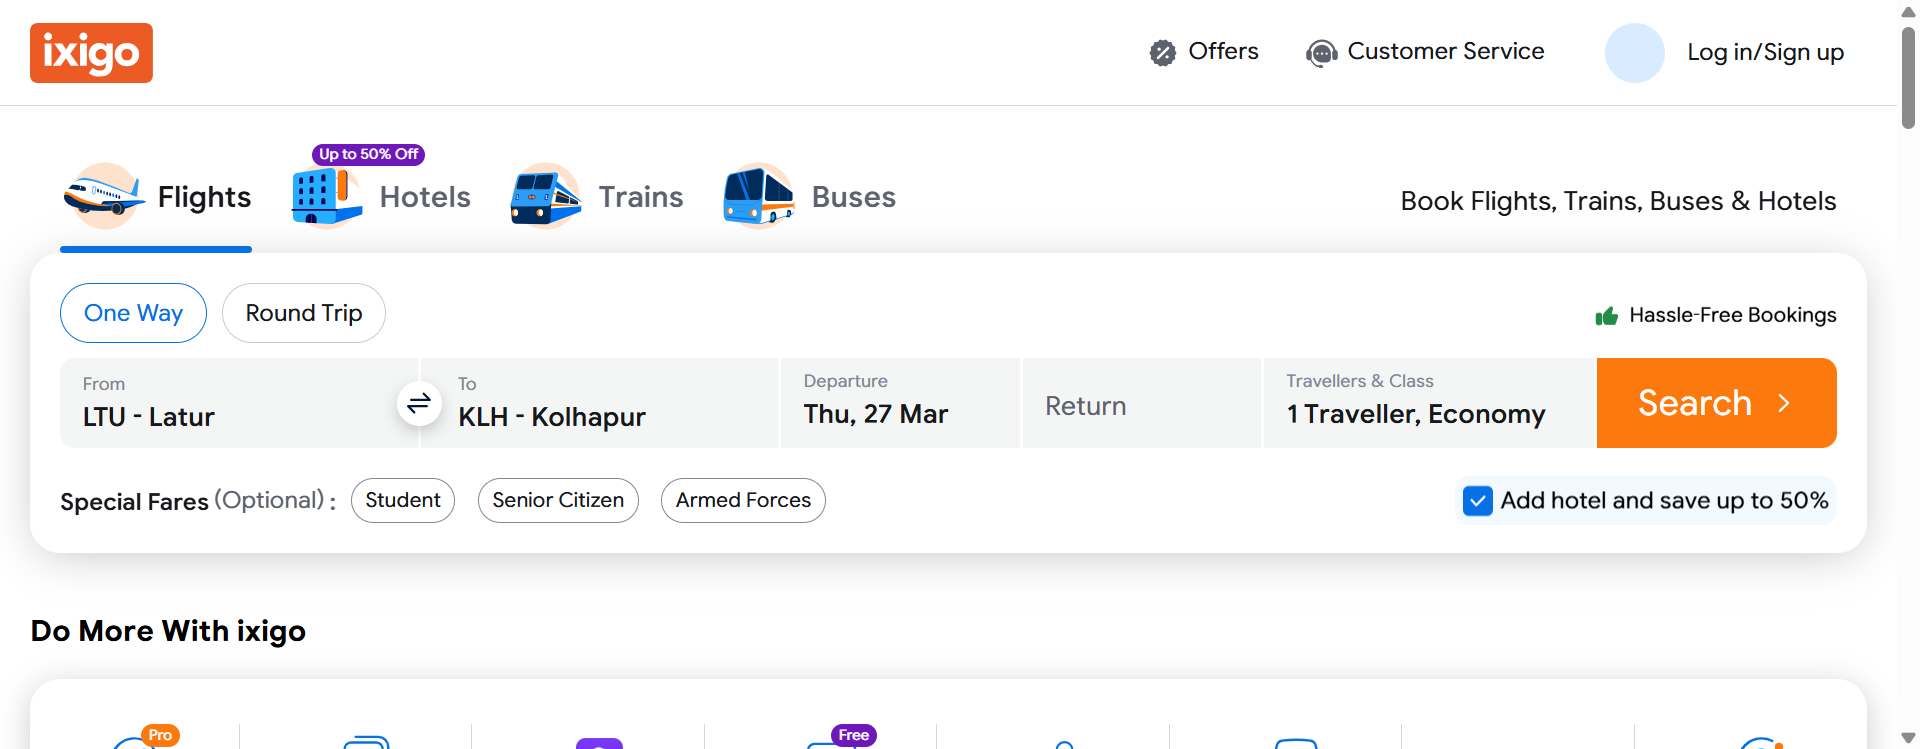 ixigo
Offers
Customer Service
Log in/Sign up
Up to 50% Off
Flights
Hotels
Trains
Buses
Book Flights, Trains, Buses & Hotels
One Way
Round Trip
Hassle-Free Bookings
From
LTU - Latur
To
KLH - Kolhapur
Departure
Thu, 27 Mar
Return
Travellers & Class
1 Traveller, Economy
Search
Special Fares (Optional) :
Student
Senior Citizen
Armed Forces
Add hotel and save up to 50%
Do More With ixigo
Pro
Free